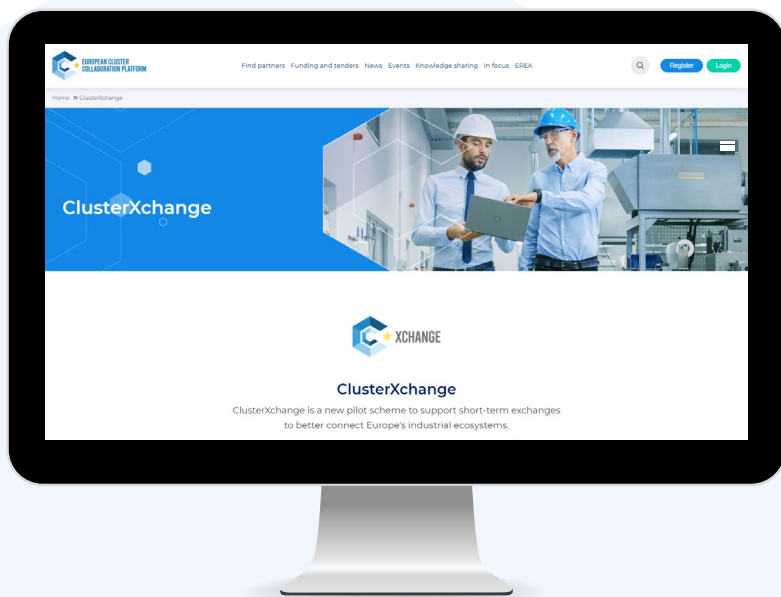 EUROPEAN CLUSTER
COLLABORATION PLATFORM
Find partners Funding and tenders News Events Knowledge sharing In focus EREK
Register
Login
Home » ClusterXchange
ClusterXchange
XCHANGE
ClusterXchange
ClusterXchange is a new pilot scheme to support short-term exchanges
to better connect Europe's industrial ecosystems.